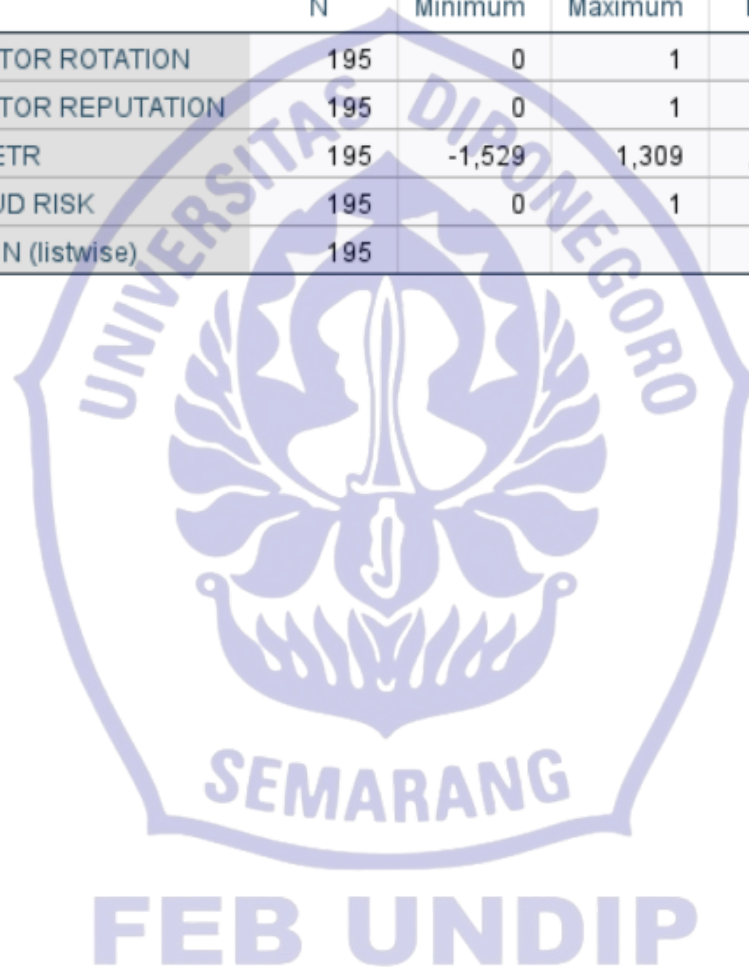 N Minimum Maximum
TOR ROTATION 195 0 1
TOR REPUTATION 195 0 1
ETR 195 -1,529 1,309
UD RISK 195 0 1
N (listwise) 195
UNIVERSITAS DIPONEGORO
SEMARANG
FEB UNDIP